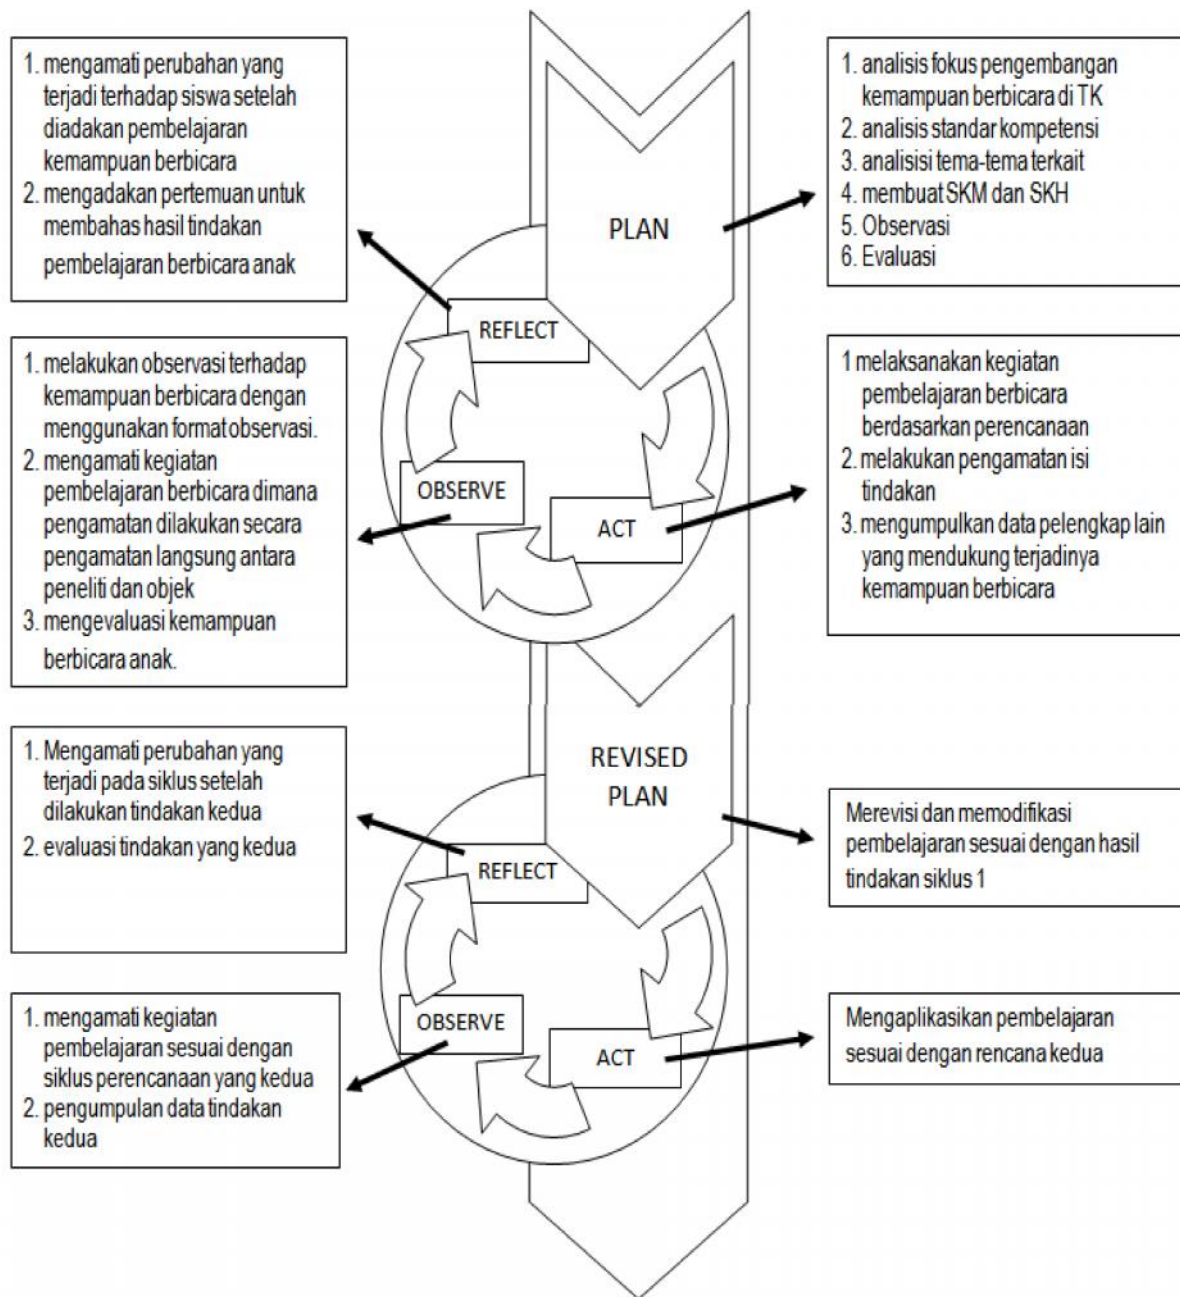 1. mengamati perubahan yang
terjadi terhadap siswa setelah
diadakan pembelajaran
kemampuan berbicara
2. mengadakan pertemuan untuk
membahas hasil tindakan
pembelajaran berbicara anak
PLAN
1. analisis fokus pengembangan
kemampuan berbicara di TK
2. analisis standar kompetensi
3. analisisi tema-tema terkait
4. membuat SKM dan SKH
5. Observasi
6. Evaluasi
REFLECT
1. melakukan observasi terhadap
kemampuan berbicara dengan
menggunakan format observasi.
2. mengamati kegiatan
pembelajaran berbicara dimana
pengamatan dilakukan secara
pengamatan langsung antara
peneliti dan objek
3. mengevaluasi kemampuan
berbicara anak.
OBSERVE
ACT
1 melaksanakan kegiatan
pembelajaran berbicara
berdasarkan perencanaan
2. melakukan pengamatan isi
tindakan
3. mengumpulkan data pelengkap lain
yang mendukung terjadinya
kemampuan berbicara
1. Mengamati perubahan yang
terjadi pada siklus setelah
dilakukan tindakan kedua
2. evaluasi tindakan yang kedua
REVISED
PLAN
Merevisi dan memodifikasi
pembelajaran sesuai dengan hasil
tindakan siklus 1
REFLECT
1. mengamati kegiatan
pembelajaran sesuai dengan
siklus perencanaan yang kedua
2. pengumpulan data tindakan
kedua
OBSERVE
ACT
Mengaplikasikan pembelajaran
sesuai dengan rencana kedua